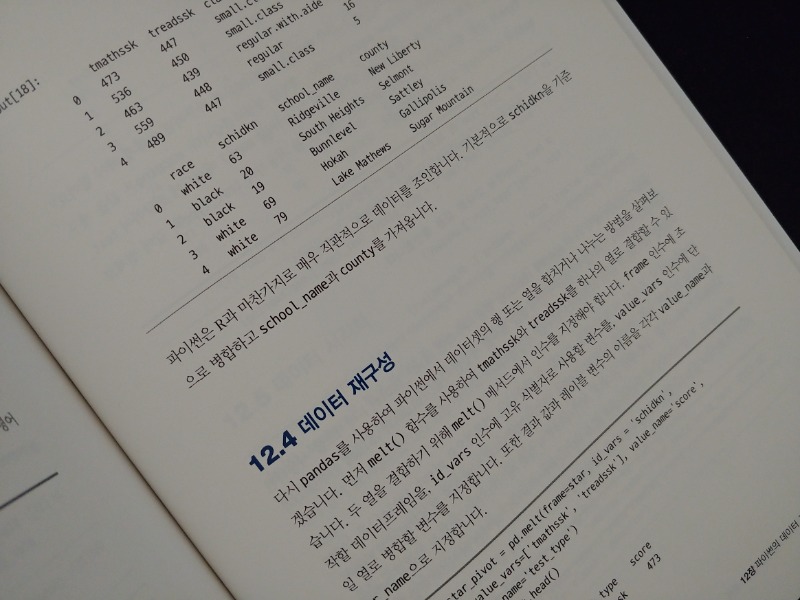 ut[18]:
tmathssk treadssk
0 473 447 small.class
1 536 450 small.class
2 463 439 regular.with.aide
3 559 448 regular 16
4 489 447 small.class 5
race schidkn school_name county
0 white 63 Ridgeville New Liberty
1 black 20 South Heights Selmont
2 black 19 Bunnlevel Sattley
3 white 69 Hokah Gallipolis
4 white 79 Lake Mathews Sugar Mountain
파이썬은 R과 마찬가지로 매우 직관적으로 데이터를 조인합니다. 기본적으로 schidkn을 기준
으로 병합하고 school_name과 county를 가져옵니다.
12.4 데이터 재구성
다시 pandas를 사용하여 파이썬에서 데이터셋의 행 또는 열을 합치거나 나누는 방법을 살펴보
겠습니다. 먼저 melt() 함수를 사용하여 tmathssk와 treadssk를 하나의 열로 결합할 수 있
습니다. 두 열을 결합하기 위해 melt() 메서드에서 인수를 지정해야 합니다. frame 인수에 조
작할 데이터프레임을, id_vars 인수에 고유 식별자로 사용할 변수를, value_vars 인수에 단
일 열로 병합할 변수를 지정합니다. 또한 결과 값과 레이블 변수의 이름을 각각 value_name과
r_name으로 지정합니다.
star_pivot = pd.melt(frame=star, id_vars = 'schidkn',
value_vars=['tmathssk', 'treadssk'], value_name='score',
name='test_type')
head()
type score
ssk 473
12장 파이썬의 데이터